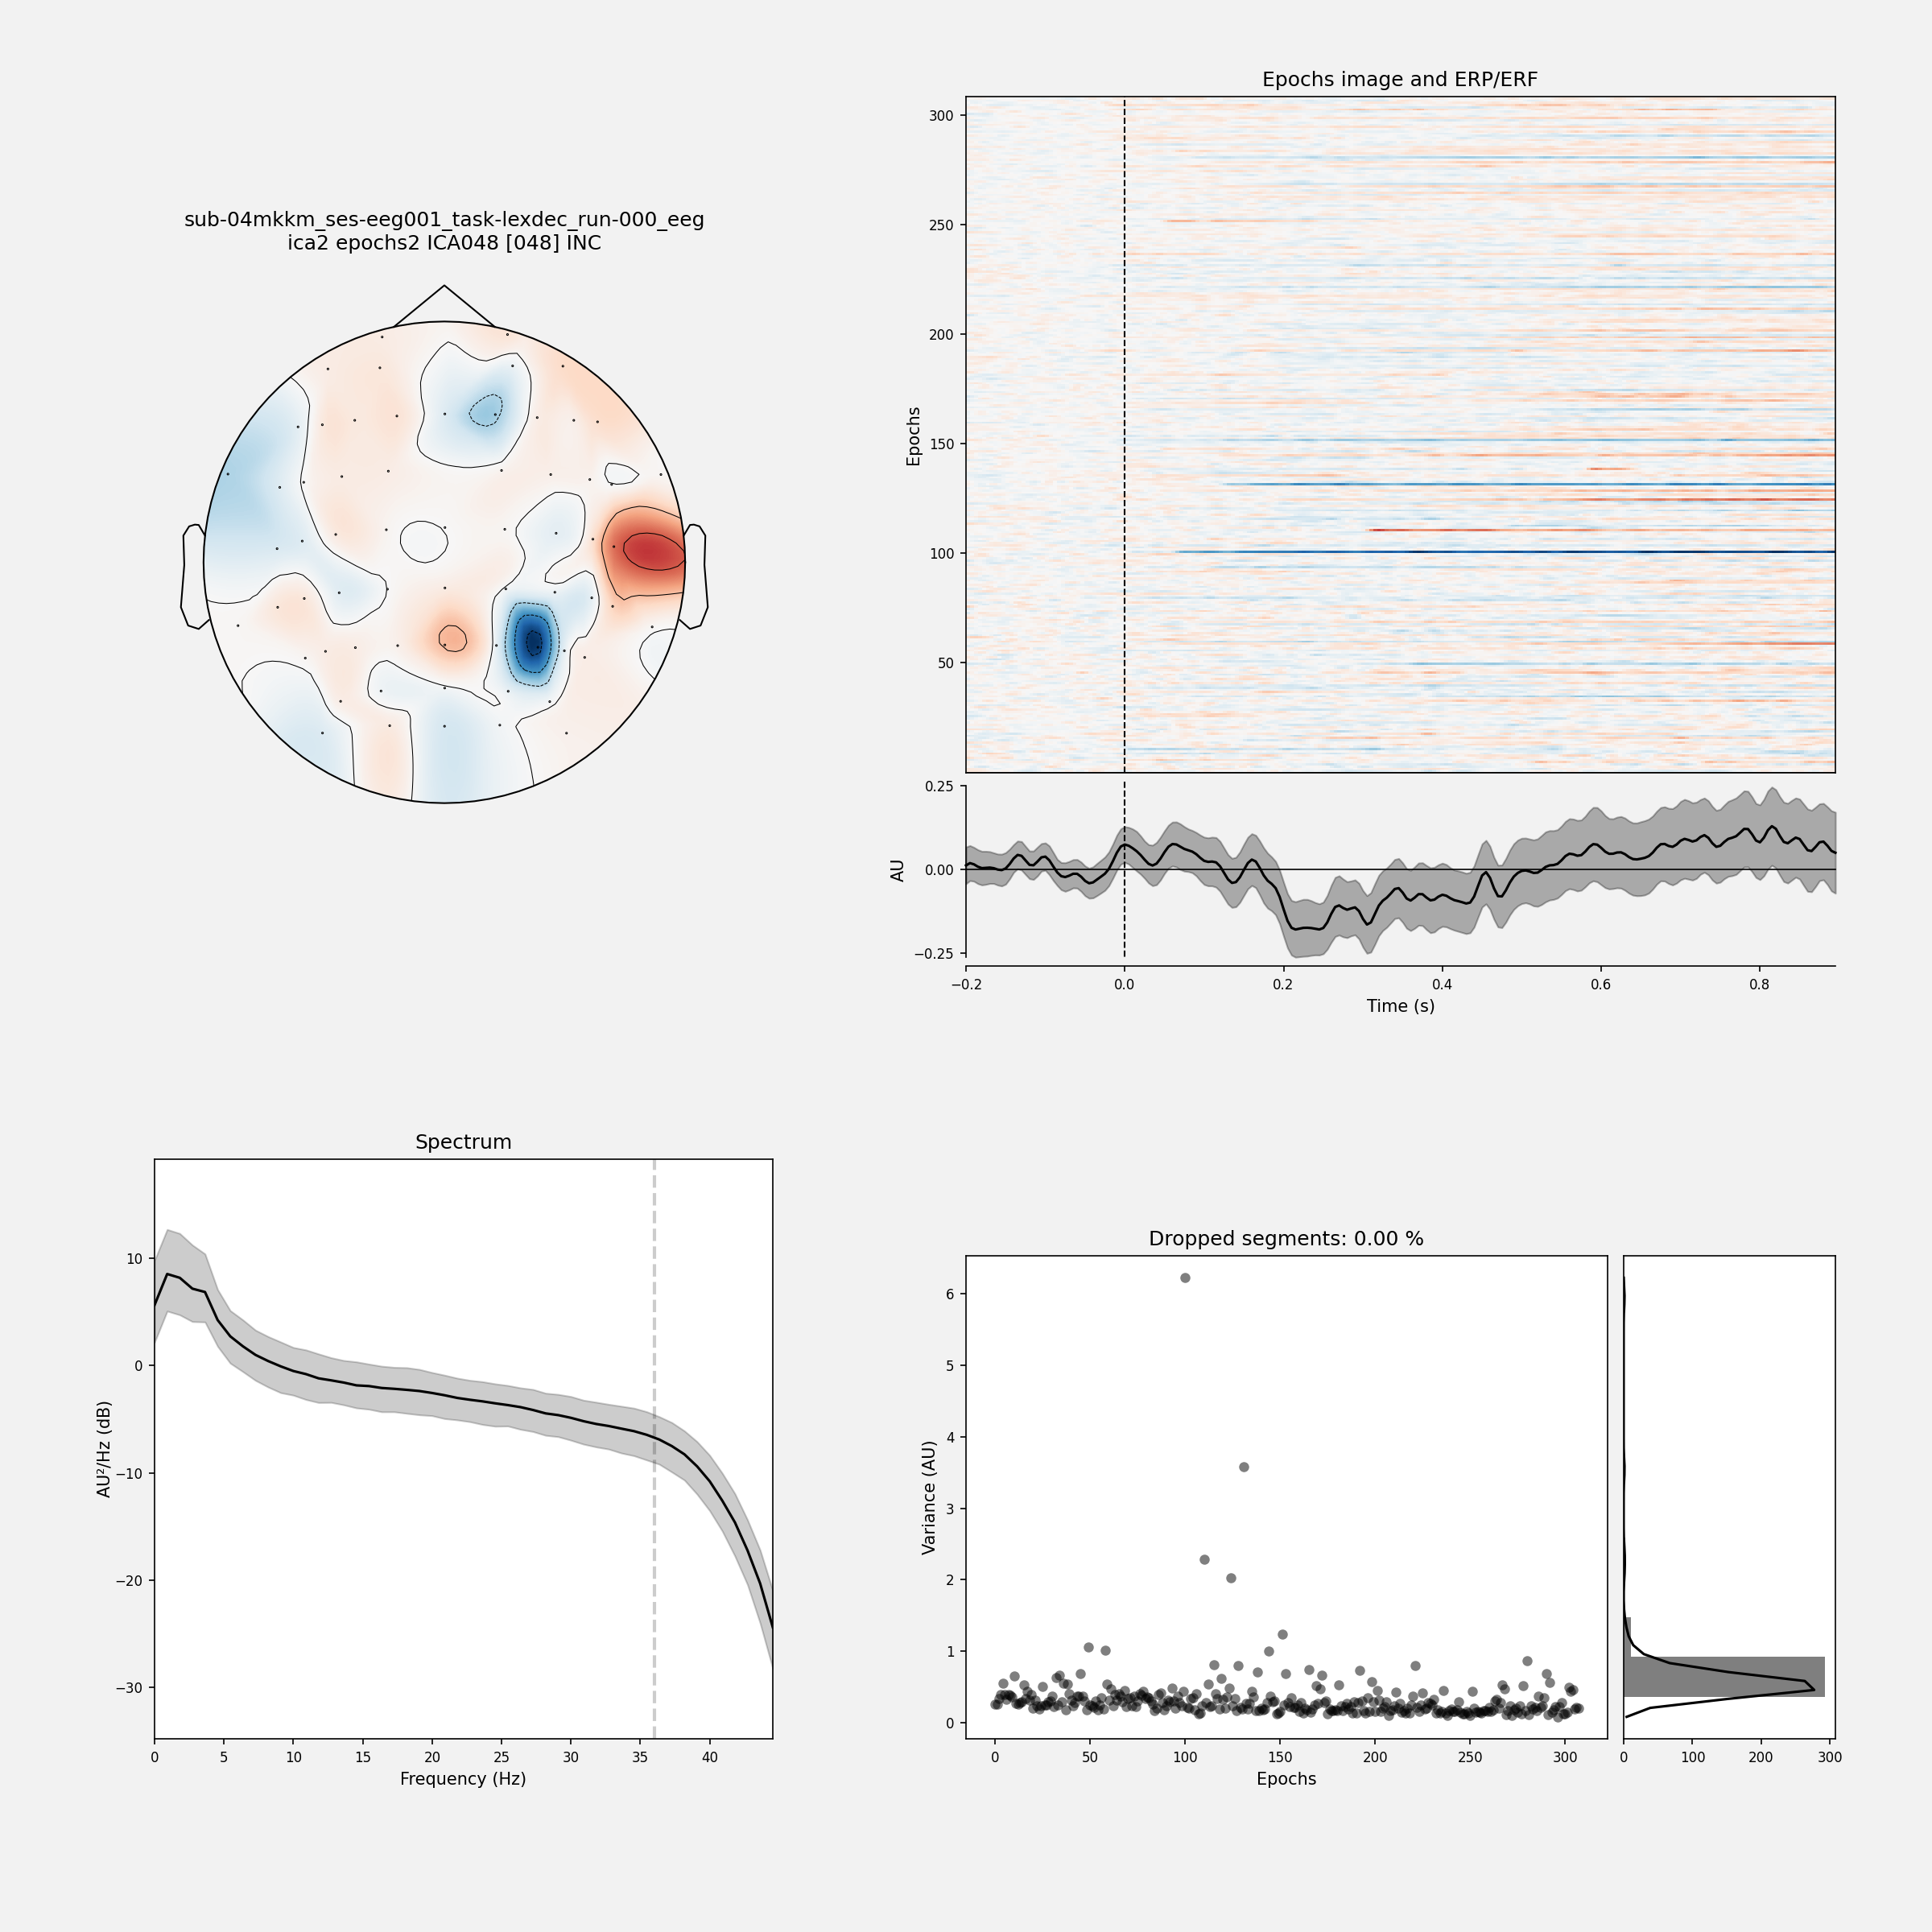 sub-04mkkm_ses-eeg001_task-lexdec_run-000_eeg
ica2 epochs2 ICA048 [048] INC
Epochs image and ERP/ERF
300
250
200
150
100
50
Epochs
0.25
0.00
−0.25
AU
−0.2 0.0 0.2 0.4 0.6 0.8
Time (s)
Spectrum
10
0
−10
−20
−30
AU²/Hz (dB)
0 5 10 15 20 25 30 35 40
Frequency (Hz)
Dropped segments: 0.00 %
6
5
4
3
2
1
0
Variance (AU)
0 50 100 150 200 250 300
Epochs
0 100 200 300